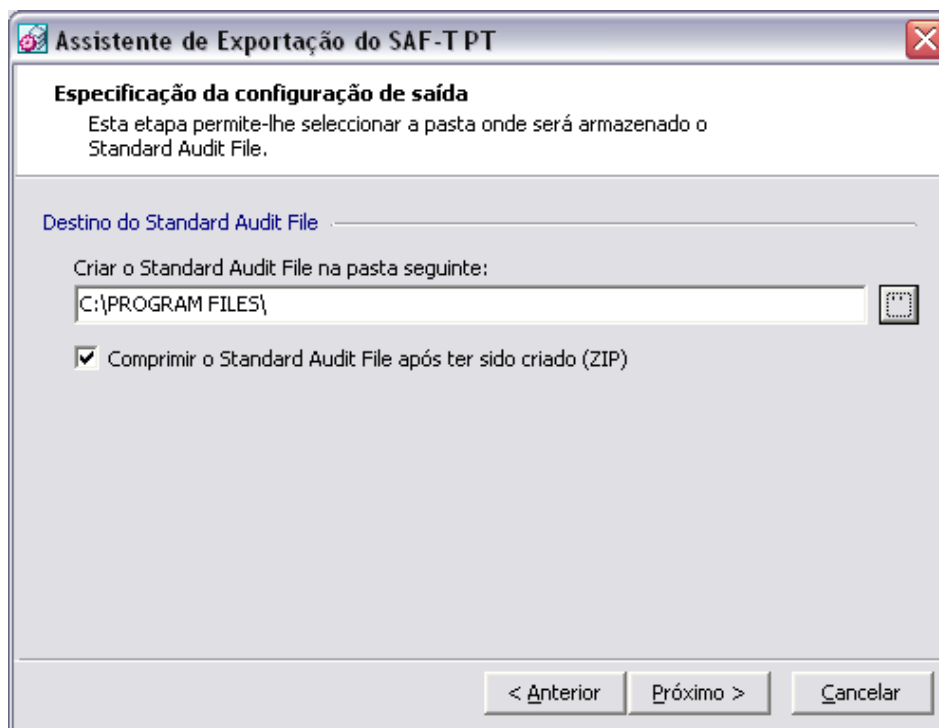 Assistente de Exportação do SAF-T PT
Especificação da configuração de saída
Esta etapa permite-lhe seleccionar a pasta onde será armazenado o
Standard Audit File.
Destino do Standard Audit File
Criar o Standard Audit File na pasta seguinte:
C:\PROGRAM FILES\
Comprimir o Standard Audit File após ter sido criado (ZIP)
< Anterior
Próximo >
Cancelar